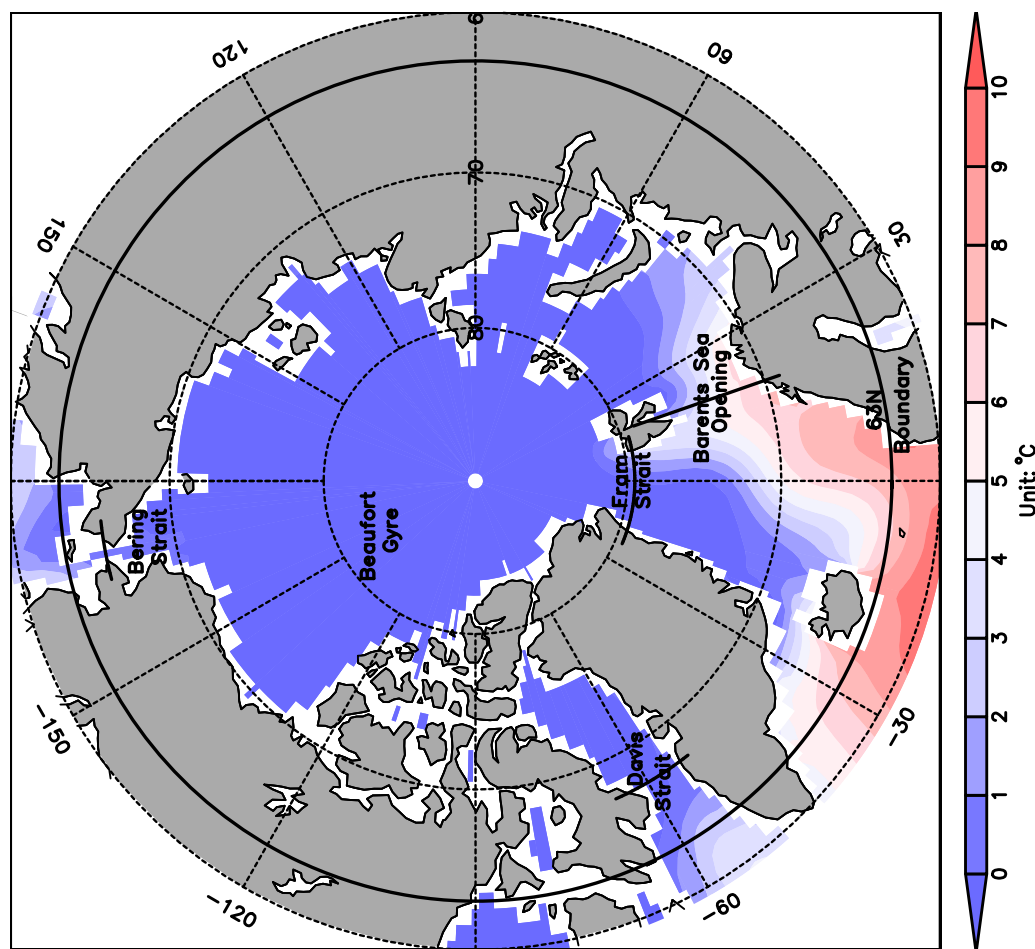 6
120
60
70
150
30
80
Barents Sea
Opening
63N
Boundary
Fram
Strait
Bering
Strait
Beaufort
Gyre
Davis
Strait
-150
-30
-120
-60
10
9
8
7
6
5
4
3
2
1
0
Unit: °C